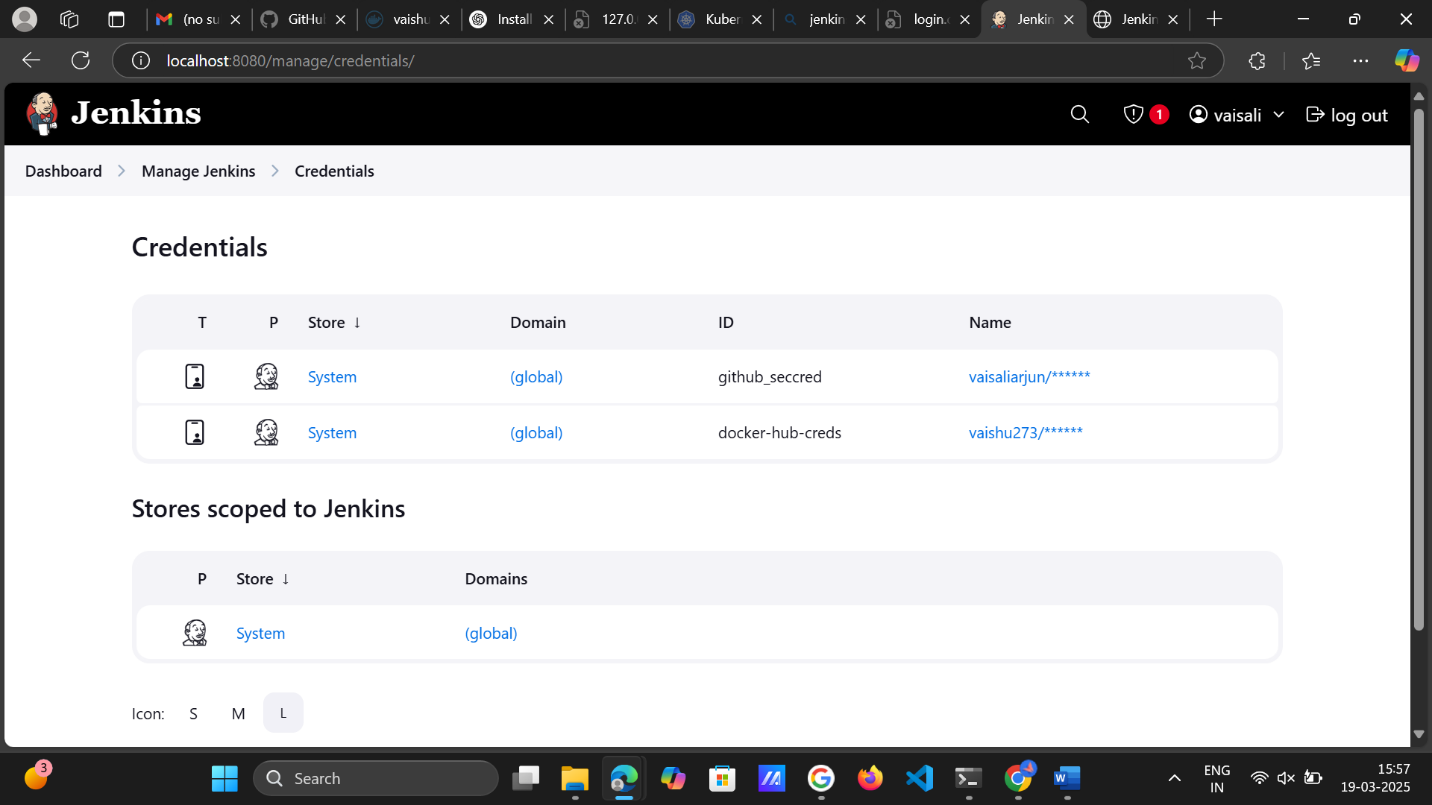 (no su
GitHu
vaishu
Install
127.0.
Kuber
jenkin
login.
Jenkin
Jenkin
localhost:8080/manage/credentials/
Jenkins
1
vaisali
log out
Dashboard
Manage Jenkins
Credentials
Credentials
T P Store ↓ Domain ID Name
System (global) github_seccred vaisaliarjun/******
System (global) docker-hub-creds vaishu273/******
Stores scoped to Jenkins
P Store ↓ Domains
System (global)
Icon: S M L
3
Search
ENG
IN
15:57
19-03-2025